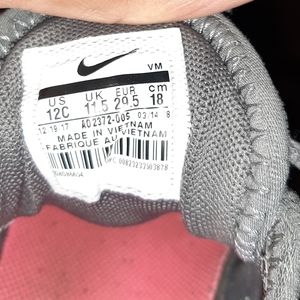 VM
US UK EUR cm
12C 11.5 29.5 18
12 19 17 AO2372-005 03 14 8
MADE IN VIETNAM
FABRIQUE AU VIETNAM